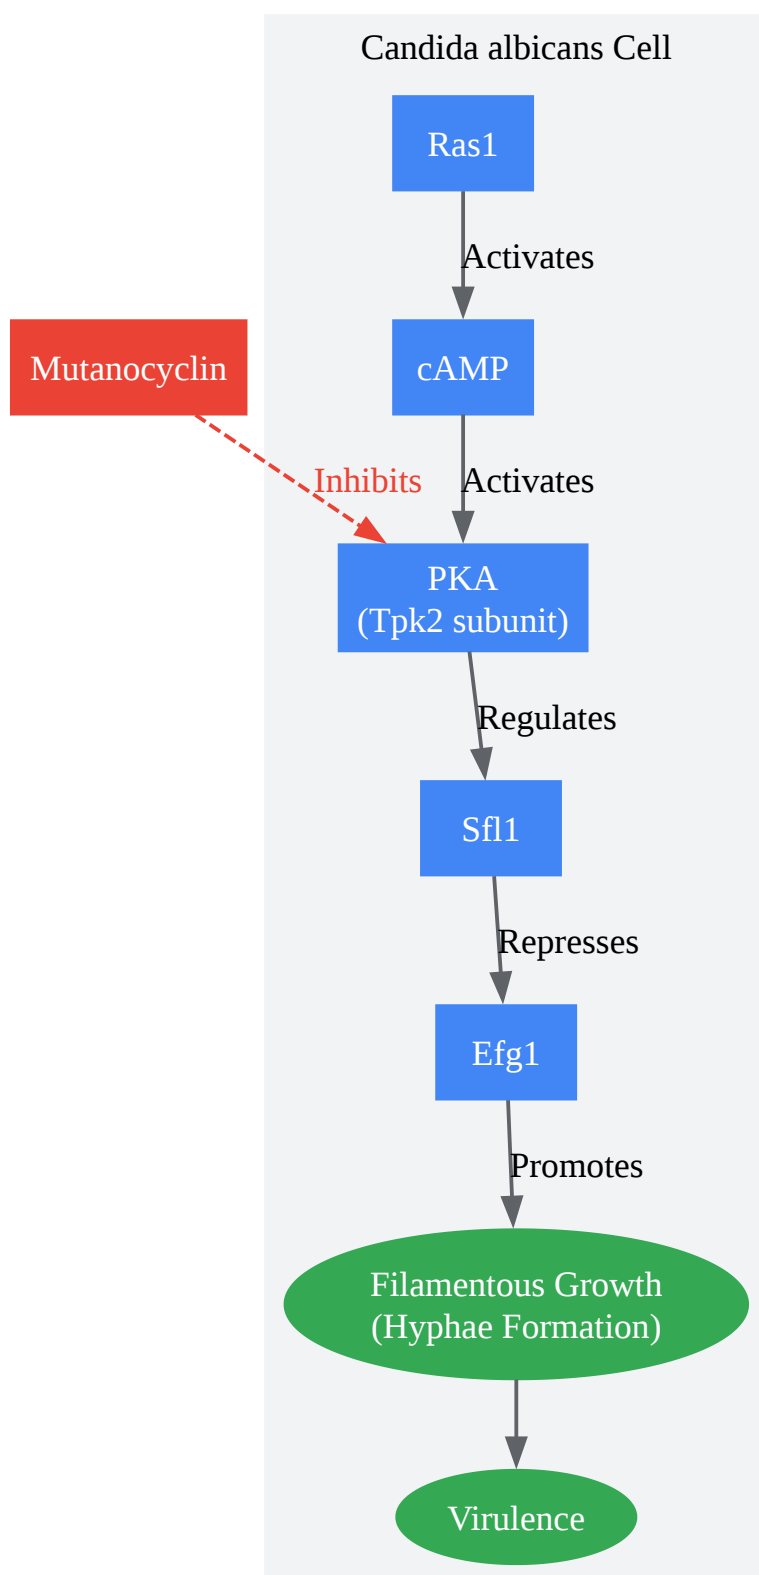 Candida albicans Cell
Ras1
Activates
Mutanocyclin
cAMP
Inhibits
Activates
PKA
(Tpk2 subunit)
Regulates
Sfl1
Represses
Efg1
Promotes
Filamentous Growth
(Hyphae Formation)
Virulence